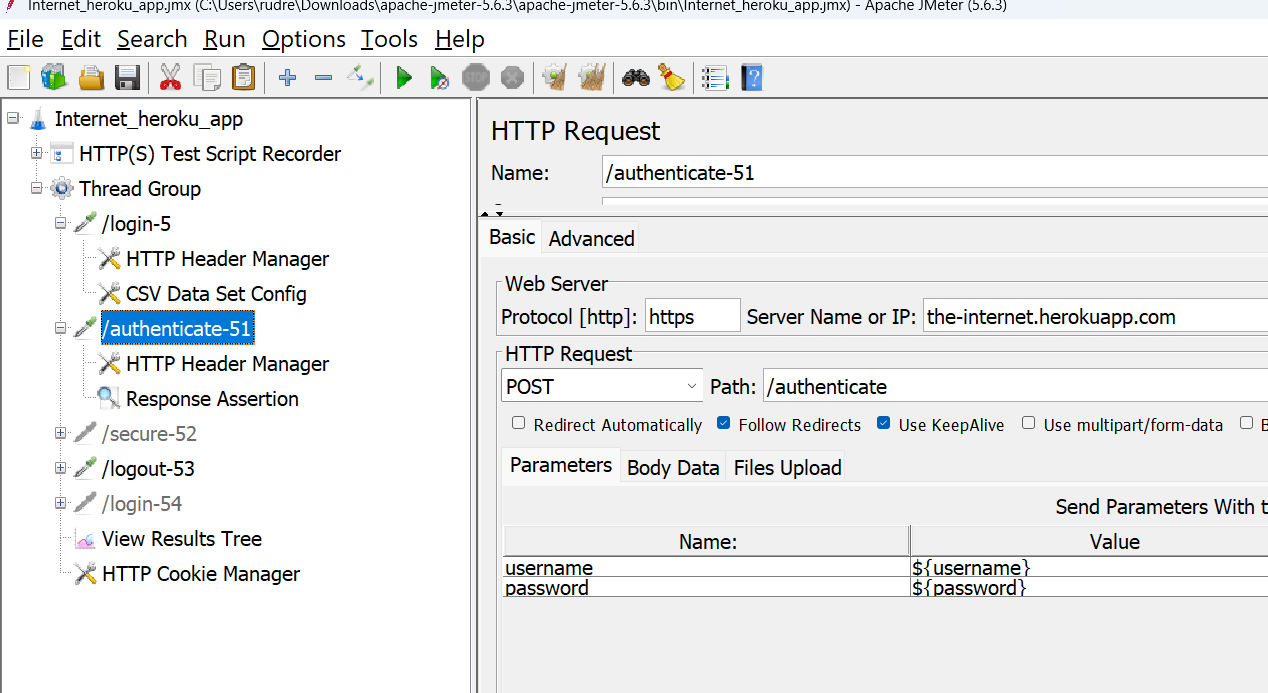 Internet_heroku_app.jmx (C:\Users\rudre\Downloads\apache-jmeter-5.6.3\apache-jmeter-5.6.3\bin\Internet_heroku_app.jmx) - Apache JMeter (5.6.3)
File Edit Search Run Options Tools Help
STOP
Internet_heroku_app
HTTP(S) Test Script Recorder
Thread Group
/login-5
HTTP Header Manager
CSV Data Set Config
/authenticate-51
HTTP Header Manager
Response Assertion
/secure-52
/logout-53
/login-54
View Results Tree
HTTP Cookie Manager
HTTP Request
Name: /authenticate-51
Basic Advanced
Web Server
Protocol [http]: https Server Name or IP: the-internet.herokuapp.com
HTTP Request
POST Path: /authenticate
Redirect Automatically Follow Redirects Use KeepAlive Use multipart/form-data
Parameters Body Data Files Upload
Send Parameters With t
Name: Value
username ${username}
password ${password}